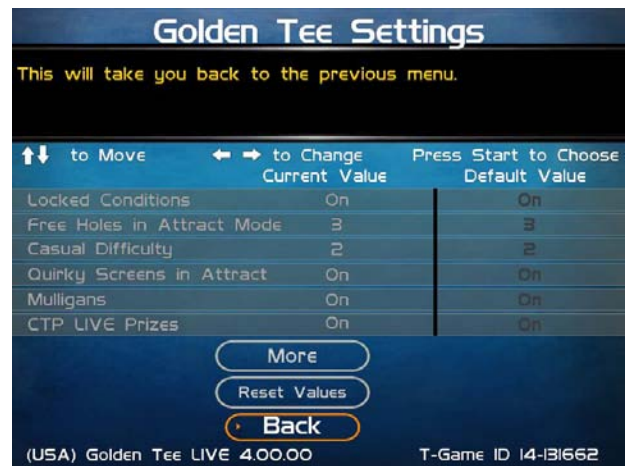 Golden Tee Settings
This will take you back to the previous menu.
to Move
to Change
Current Value
Press Start to Choose
Default Value
Locked Conditions On On
Free Holes in Attract Mode 3 3
Casual Difficulty 2 2
Quirky Screens in Attract On On
Mulligans On On
CTP LIVE Prizes On On
More
Reset Values
Back
(USA) Golden Tee LIVE 4.00.00 T-Game ID 14-131662